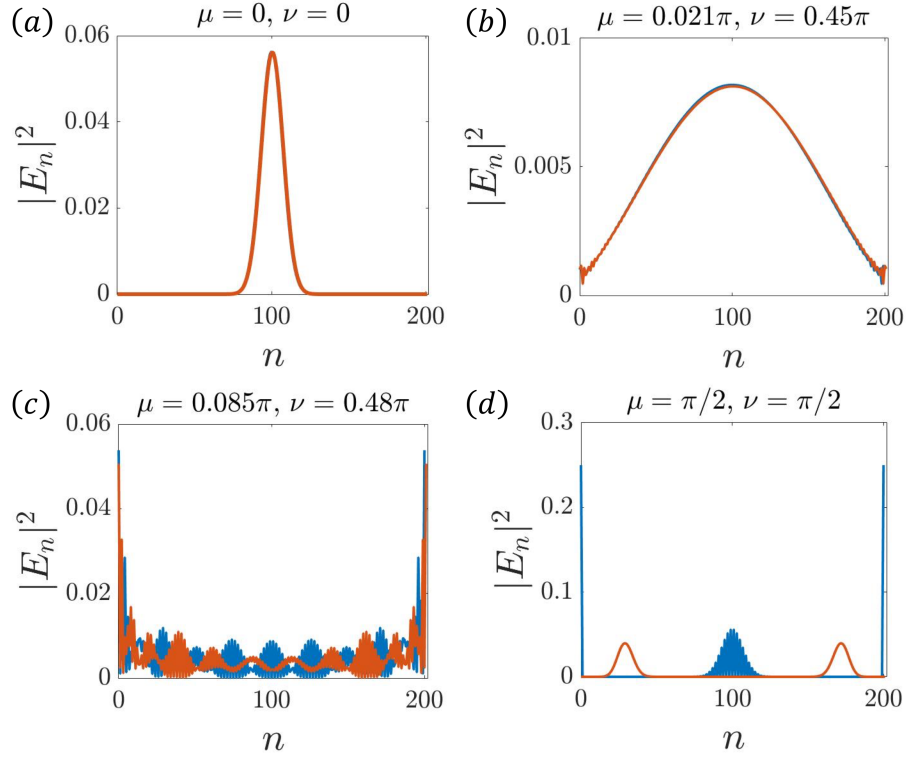 (a) μ = 0, ν = 0
0.06
0.04
0.02
0
|E_n|^2
0 100 200
n
(b) μ = 0.021π, ν = 0.45π
0.01
0.005
0
|E_n|^2
0 100 200
n
(c) μ = 0.085π, ν = 0.48π
0.06
0.04
0.02
0
|E_n|^2
0 100 200
n
(d) μ = π/2, ν = π/2
0.3
0.2
0.1
0
|E_n|^2
0 100 200
n